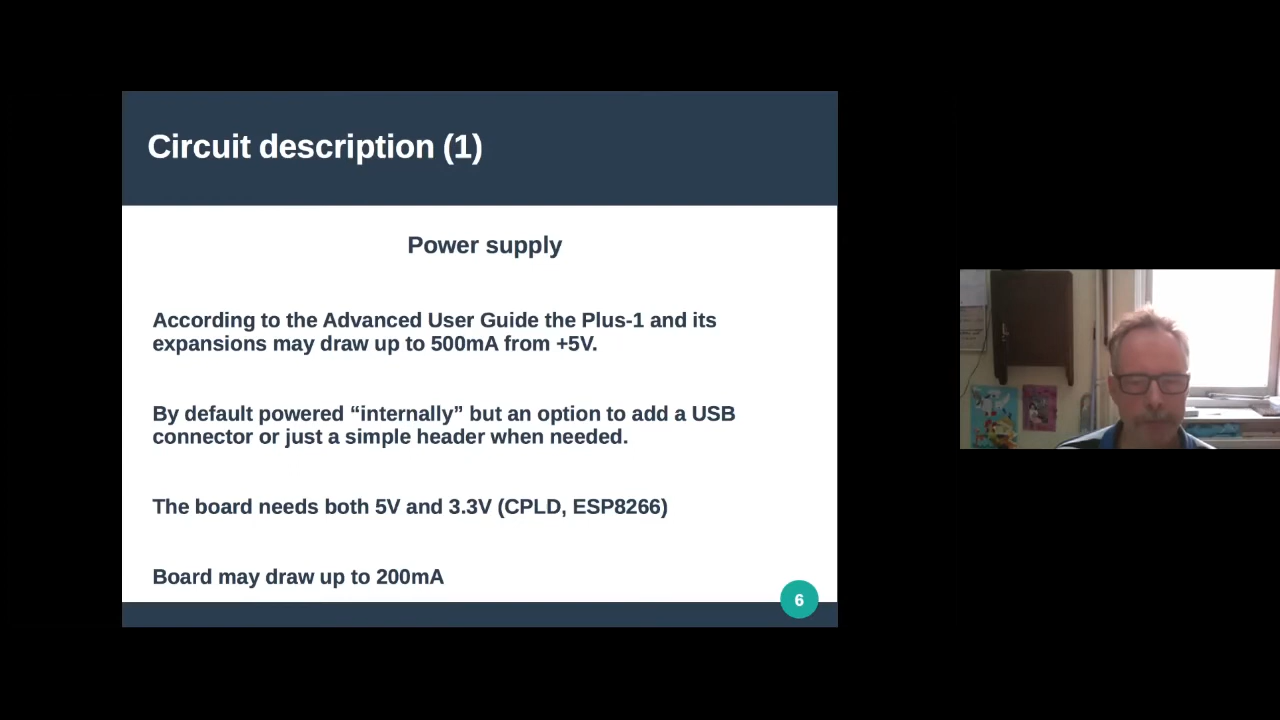 Circuit description (1)
Power supply
According to the Advanced User Guide the Plus-1 and its
expansions may draw up to 500mA from +5V.
By default powered “internally” but an option to add a USB
connector or just a simple header when needed.
The board needs both 5V and 3.3V (CPLD, ESP8266)
Board may draw up to 200mA
6